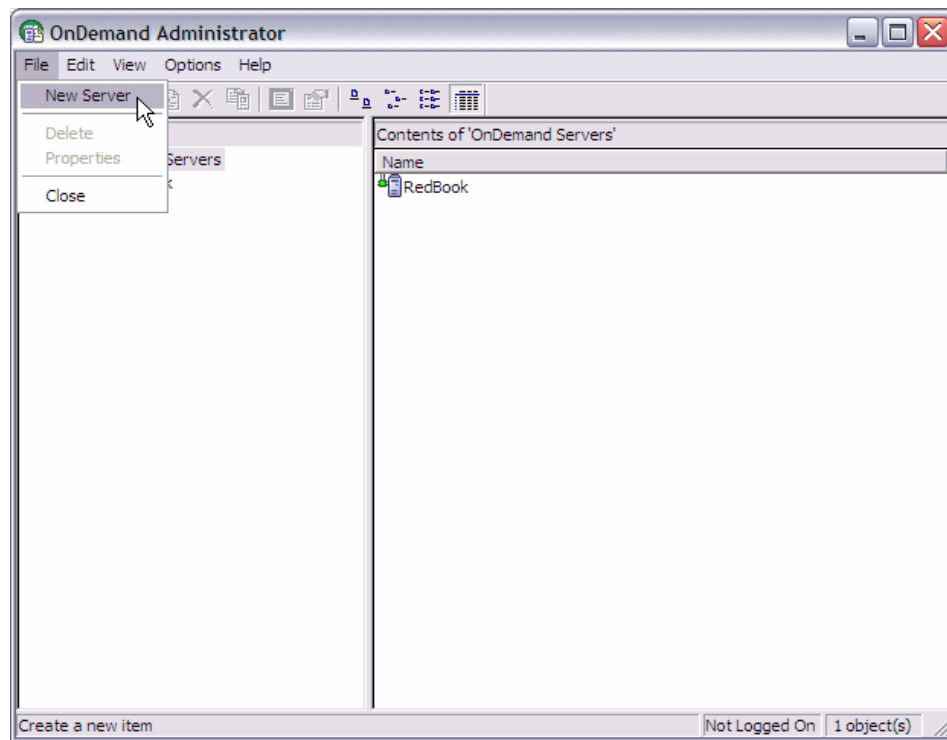 OnDemand Administrator
File Edit View Options Help
New Server
Delete
Properties
Close
Servers
Contents of 'OnDemand Servers'
Name
RedBook
Create a new item
Not Logged On
1 object(s)